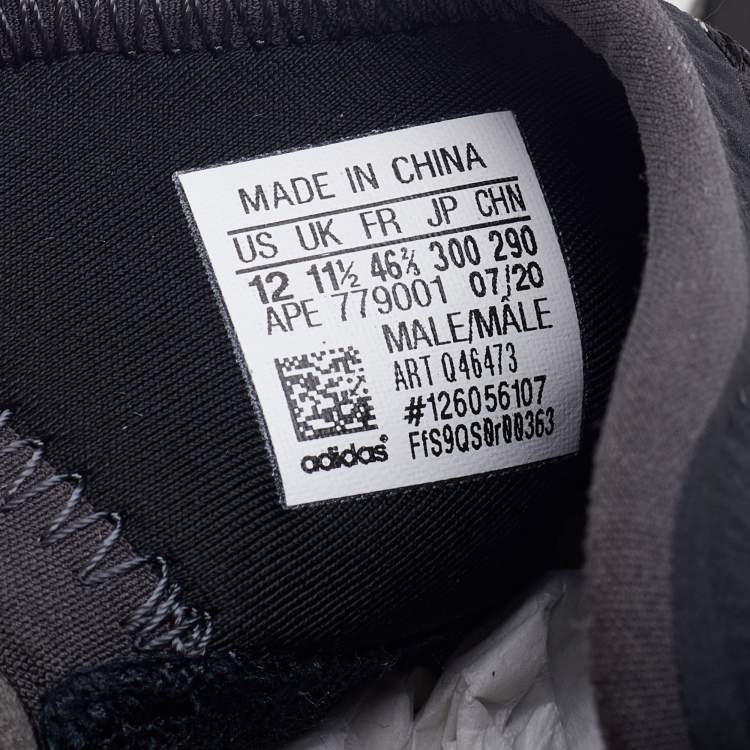 MADE IN CHINA
US UK FR JP CHN
12 11½ 46⅔ 300 290
APE 779001 07/20
MALE/MÂLE
ART Q46473
#126056107
FfS9QS0r00363
adidas